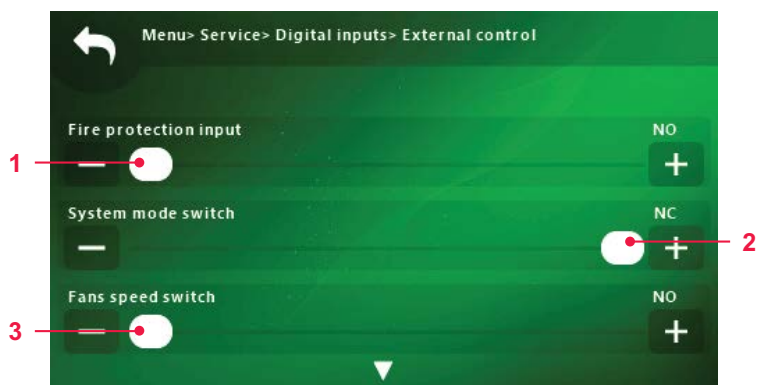 Menu> Service> Digital inputs> External control
Fire protection input NO
1 − +
System mode switch NC
− + 2
Fans speed switch NO
3 − +